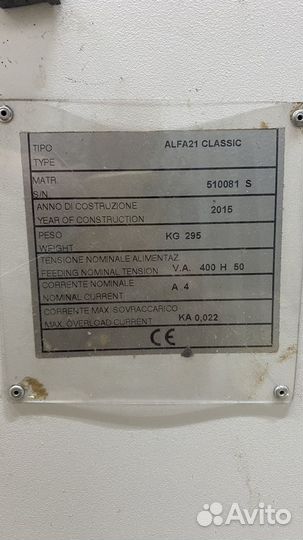 TIPO
TYPE ALFA21 CLASSIC
MATR.
S\N 510081 S
ANNO DI COSTRUZIONE
YEAR OF CONSTRUCTION 2015
PESO
WEIGHT KG 295
TENSIONE NOMINALE ALIMENTAZ
FEEDING NOMINAL TENSION V.A. 400 H 50
CORRENTE NOMINALE
NOMINAL CURRENT A 4
CORRENTE MAX SOVRACCARICO
MAX. OVERLOAD CURRENT KA 0,022
CE
Avito